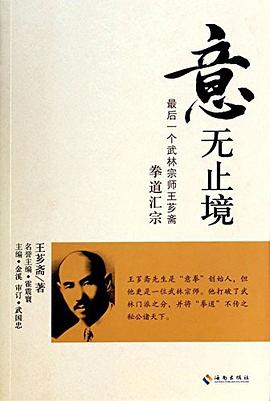 意无止境
最后一个武林宗师王芗斋
拳道汇宗
王芗斋/著
名誉主编·霍震寰
主编·金溪 审订·武国忠
王芗斋先生是“意拳”创始人，但
他更是一位武林宗师。他打破了武
林门派之分，并将“拳道”不传之
秘公诸天下。
海南出版社